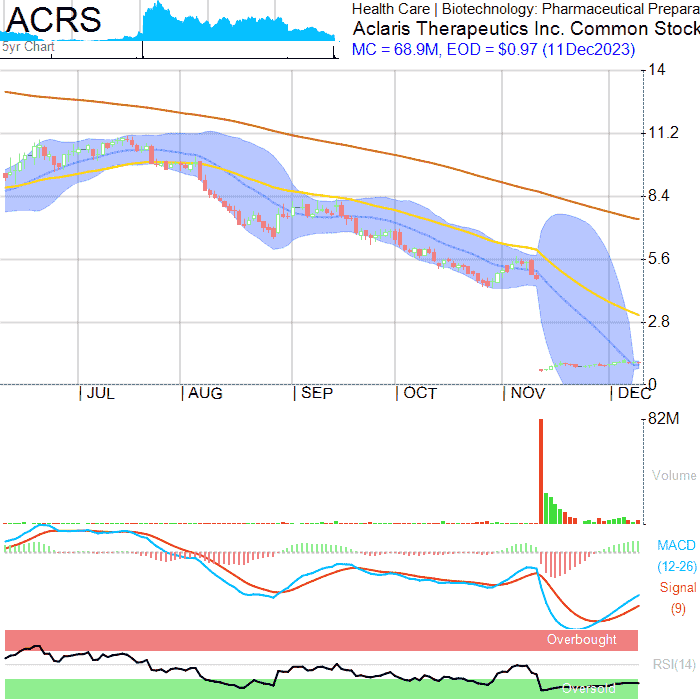 ACRS
5yr Chart
Health Care | Biotechnology: Pharmaceutical Prepara
Aclaris Therapeutics Inc. Common Stock
MC = 68.9M, EOD = $0.97 (11Dec2023)
14
11.2
8.4
5.6
2.8
0
JUL AUG SEP OCT NOV DEC
82M
Volume
MACD
(12-26)
Signal
(9)
Overbought
RSI(14)
Oversold